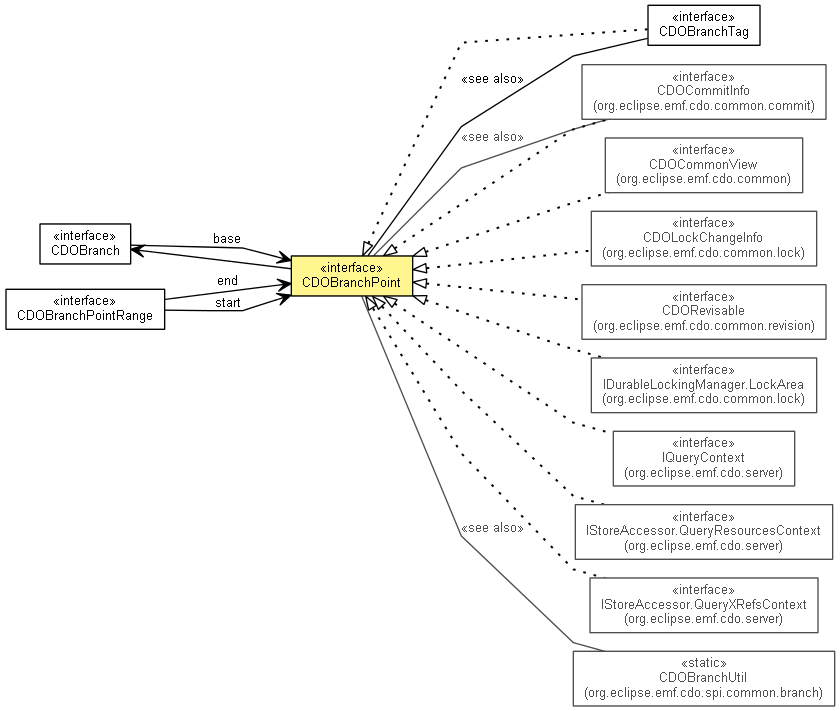 «interface»
CDOBranchTag
«see also»
«interface»
CDOCommitInfo
(org.eclipse.emf.cdo.common.commit)
«see also»
«interface»
CDOCommonView
(org.eclipse.emf.cdo.common)
«interface»
CDOBranch
base
«interface»
CDOLockChangeInfo
(org.eclipse.emf.cdo.common.lock)
«interface»
CDOBranchPoint
end
start
«interface»
CDOBranchPointRange
«interface»
CDORevisable
(org.eclipse.emf.cdo.common.revision)
«interface»
IDurableLockingManager.LockArea
(org.eclipse.emf.cdo.common.lock)
«interface»
IQueryContext
(org.eclipse.emf.cdo.server)
«see also»
«interface»
IStoreAccessor.QueryResourcesContext
(org.eclipse.emf.cdo.server)
«interface»
IStoreAccessor.QueryXRefsContext
(org.eclipse.emf.cdo.server)
«static»
CDOBranchUtil
(org.eclipse.emf.cdo.spi.common.branch)